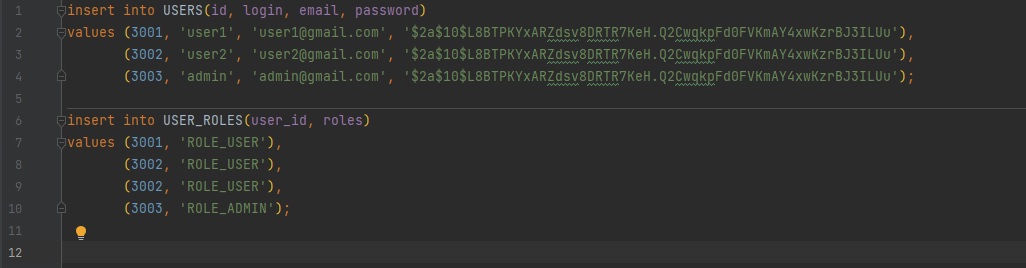 1 insert into USERS(id, login, email, password)
2 values (3001, 'user1', 'user1@gmail.com', '$2a$10$L8BTPKYxARZdsv8DRTR7KeH.Q2CwqkpFd0FVKmAY4xwKzrBJ3ILUu'),
3 (3002, 'user2', 'user2@gmail.com', '$2a$10$L8BTPKYxARZdsv8DRTR7KeH.Q2CwqkpFd0FVKmAY4xwKzrBJ3ILUu'),
4 (3003, 'admin', 'admin@gmail.com', '$2a$10$L8BTPKYxARZdsv8DRTR7KeH.Q2CwqkpFd0FVKmAY4xwKzrBJ3ILUu');
5
6 insert into USER_ROLES(user_id, roles)
7 values (3001, 'ROLE_USER'),
8 (3002, 'ROLE_USER'),
9 (3002, 'ROLE_USER'),
10 (3003, 'ROLE_ADMIN');
11
12